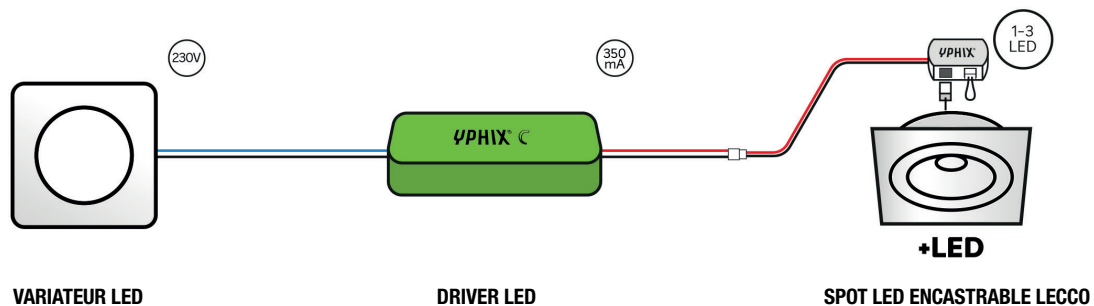 230V
350
mA
1-3
LED
YPHIX
YPHIX
+LED
VARIATEUR LED
DRIVER LED
SPOT LED ENCASTRABLE LECCO